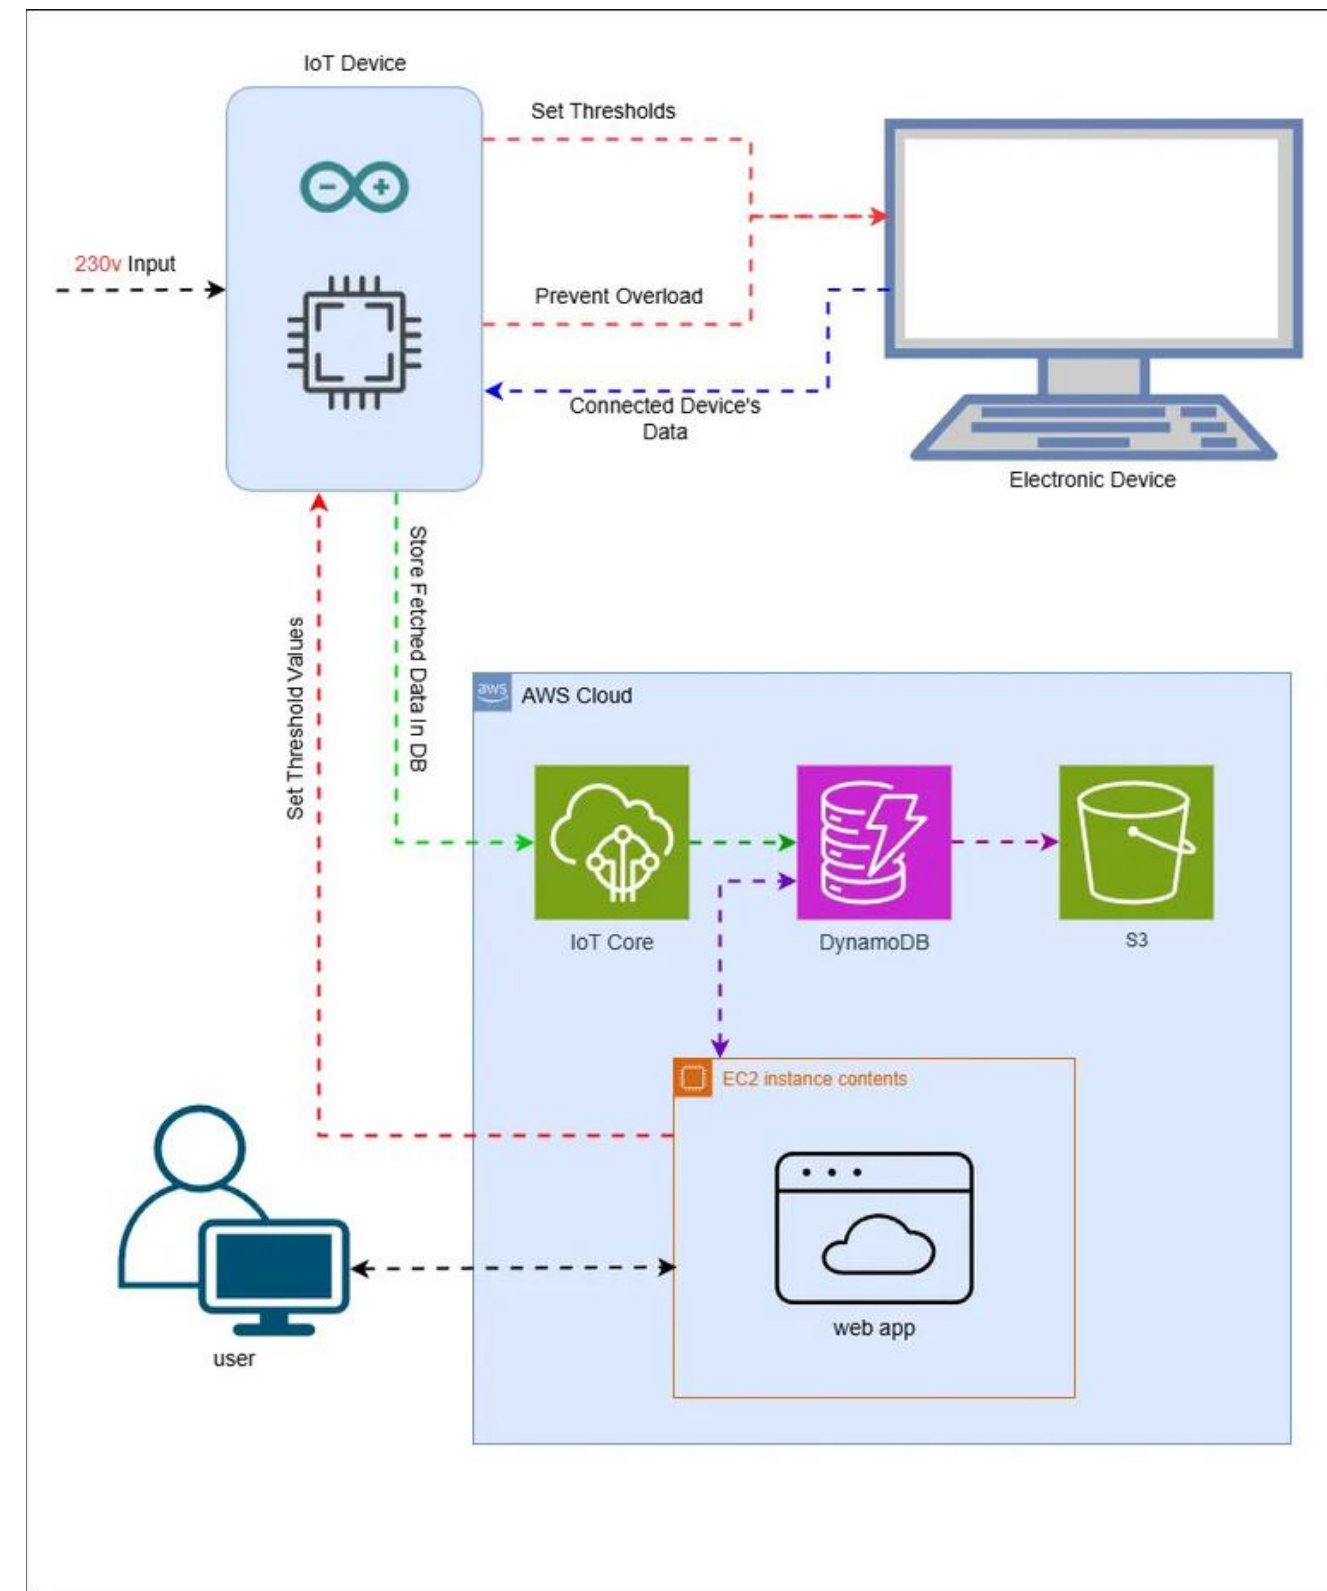 IoT Device
Set Thresholds
230v Input
Prevent Overload
Connected Device's
Data
Electronic Device
Store Fetched Data In DB
Set Threshold Values
aws
AWS Cloud
IoT Core
DynamoDB
S3
EC2 instance contents
web app
user